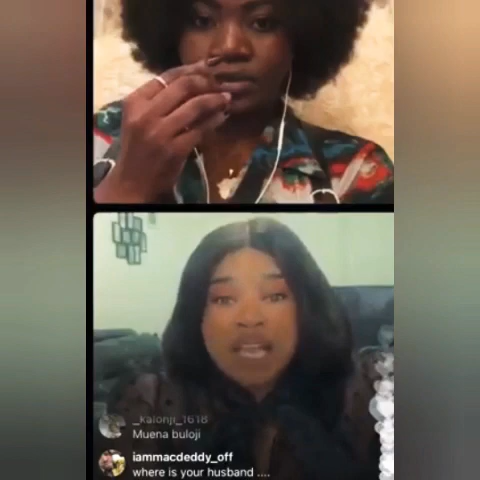 _kalonji_1618
Muena buloji
iammacdeddy_off
where is your husband ....